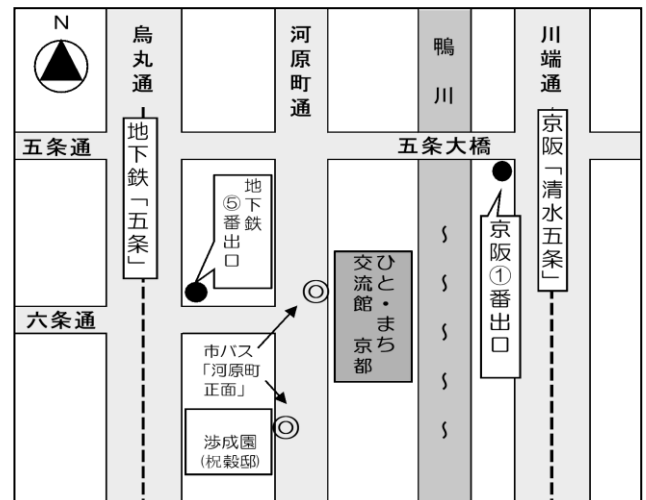 N
烏丸通
河原町通
鴨川
川端通
五条通
五条大橋
地下鉄「五条」
京阪「清水五条」
地下鉄
⑤番出口
京阪①番出口
ひと・まち
交流館 京都
六条通
市バス
「河原町
正面」
渉成園
(枳殻邸)